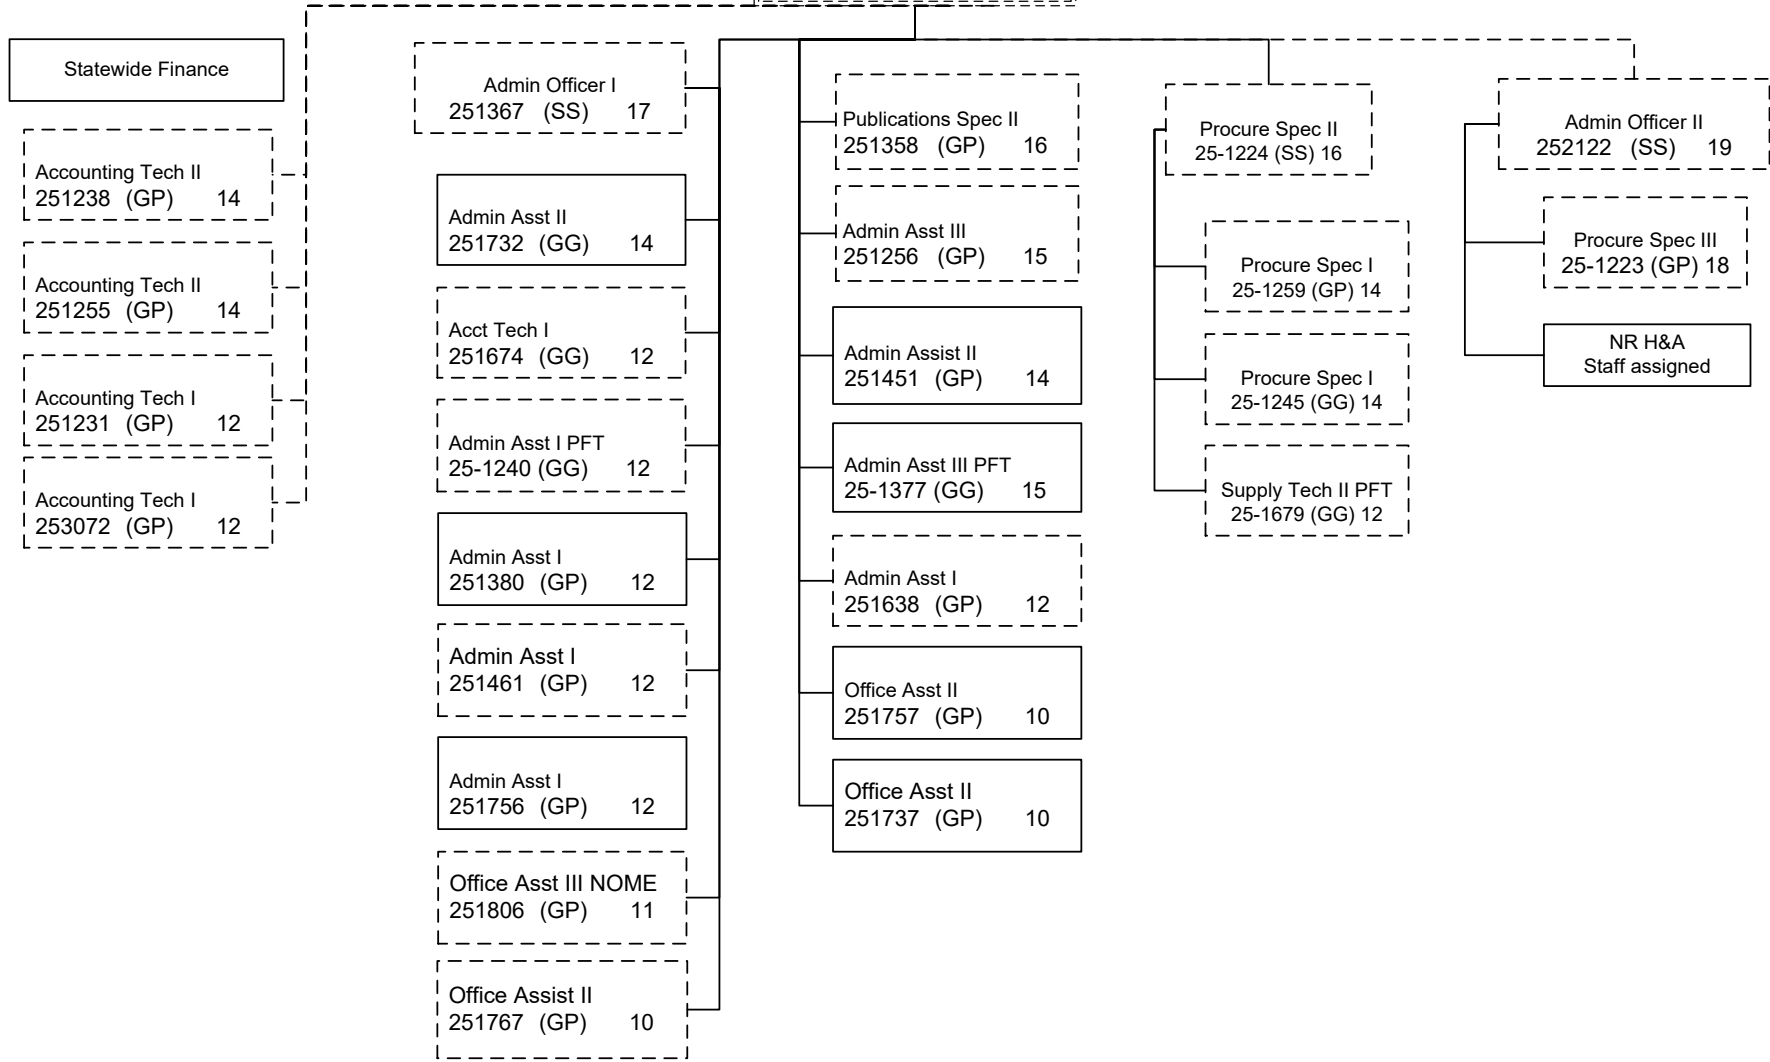 Statewide Finance
Accounting Tech II
251238 (GP) 14
Accounting Tech II
251255 (GP) 14
Accounting Tech I
251231 (GP) 12
Accounting Tech I
253072 (GP) 12
Admin Officer I
251367 (SS) 17
Admin Asst II
251732 (GG) 14
Acct Tech I
251674 (GG) 12
Admin Asst I PFT
25-1240 (GG) 12
Admin Asst I
251380 (GP) 12
Admin Asst I
251461 (GP) 12
Admin Asst I
251756 (GP) 12
Office Asst III NOME
251806 (GP) 11
Office Assist II
251767 (GP) 10
Publications Spec II
251358 (GP) 16
Admin Asst III
251256 (GP) 15
Admin Assist II
251451 (GP) 14
Admin Asst III PFT
25-1377 (GG) 15
Admin Asst I
251638 (GP) 12
Office Asst II
251757 (GP) 10
Office Asst II
251737 (GP) 10
Procure Spec II
25-1224 (SS) 16
Procure Spec I
25-1259 (GP) 14
Procure Spec I
25-1245 (GG) 14
Supply Tech II PFT
25-1679 (GG) 12
Admin Officer II
252122 (SS) 19
Procure Spec III
25-1223 (GP) 18
NR H&A
Staff assigned